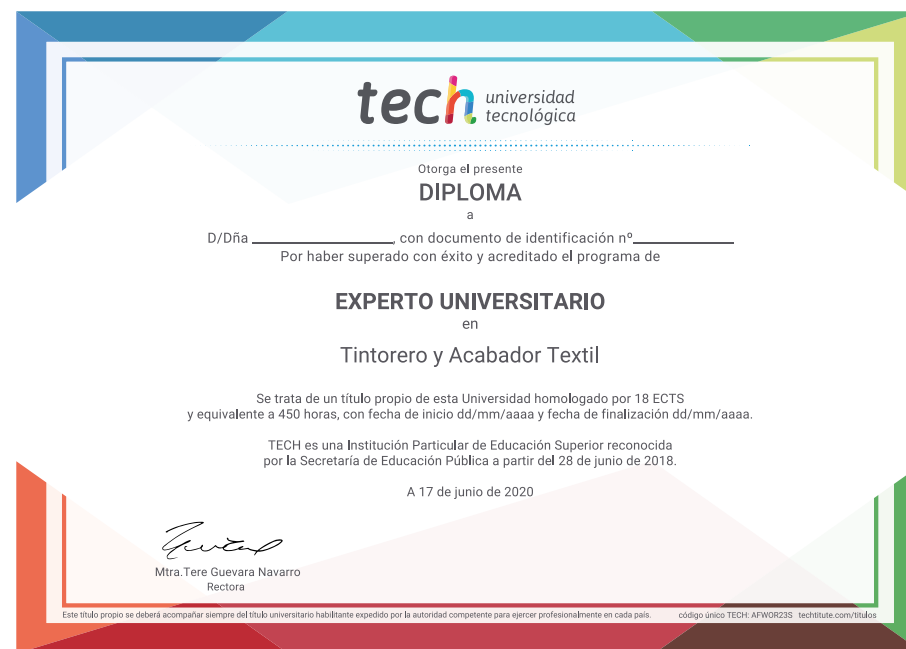 tech universidad
tecnológica
Otorga el presente
DIPLOMA
a
D/Dña ____________________, con documento de identificación nº______________
Por haber superado con éxito y acreditado el programa de
EXPERTO UNIVERSITARIO
en
Tintorero y Acabador Textil
Se trata de un título propio de esta Universidad homologado por 18 ECTS
y equivalente a 450 horas, con fecha de inicio dd/mm/aaaa y fecha de finalización dd/mm/aaaa.
TECH es una Institución Particular de Educación Superior reconocida
por la Secretaría de Educación Pública a partir del 28 de junio de 2018.
A 17 de junio de 2020
Mtra.Tere Guevara Navarro
Rectora
Este título propio se deberá acompañar siempre del título universitario habilitante expedido por la autoridad competente para ejercer profesionalmente en cada país. código único TECH: AFWOR23S techtitute.com/titulos